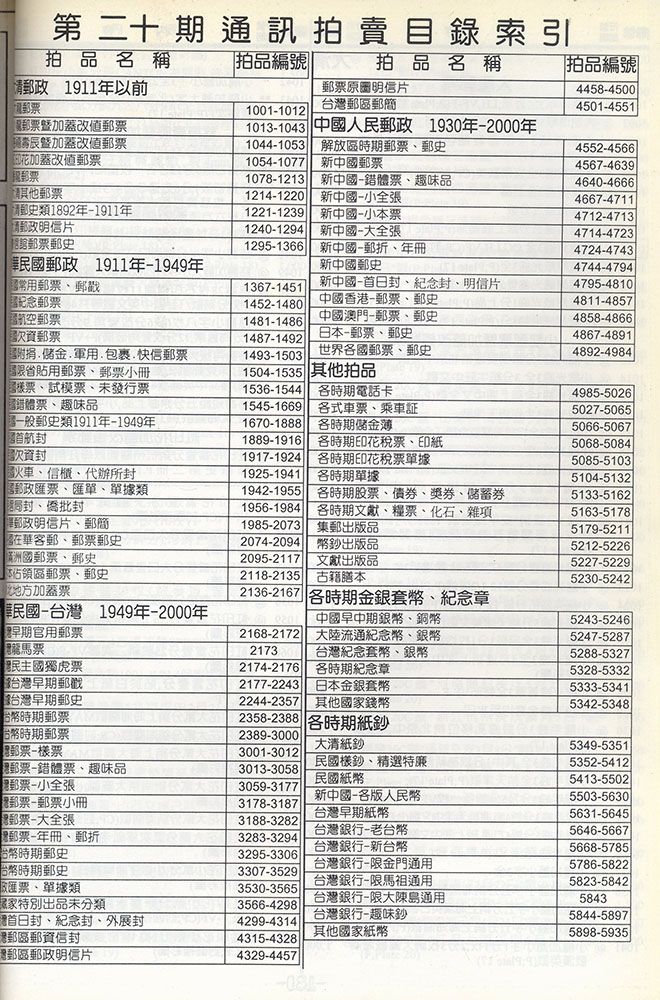 第二十期通訊拍賣目錄索引
拍品名稱 拍品編號
清郵政 1911年以前
郵票 1001-1012
郵票暨加蓋改值郵票 1013-1043
壽辰暨加蓋改值郵票 1044-1053
印花加蓋改值郵票 1054-1077
郵票 1078-1213
清其他郵票 1214-1220
清郵史類1892年-1911年 1221-1239
清郵政明信片 1240-1294
郵票郵史 1295-1366
民國郵政 1911年-1949年
常用郵票、郵戳 1367-1451
紀念郵票 1452-1480
航空郵票 1481-1486
欠資郵票 1487-1492
附捐.儲金.軍用.包裹.快信郵票 1493-1503
限省貼用郵票、郵票小冊 1504-1535
樣票、試模票、未發行票 1536-1544
錯體票、趣味品 1545-1669
一般郵史類1911年-1949年 1670-1888
首航封 1889-1916
欠資封 1917-1924
火車、信櫃、代辦所封 1925-1941
郵政匯票、匯單、單據類 1942-1955
局封、僑批封 1956-1984
郵政明信片、郵簡 1985-2073
在華客郵、郵票郵史 2074-2094
滿洲國郵票、郵史 2095-2117
佔領區郵票、郵史 2118-2135
地方加蓋票 2136-2167
民國-台灣 1949年-2000年
早期官用郵票 2168-2172
龍馬票 2173
民主國獨虎票 2174-2176
台灣早期郵戳 2177-2243
台灣早期郵史 2244-2357
台幣時期郵票 2358-2388
台幣時期郵票 2389-3000
郵票-樣票 3001-3012
郵票-錯體票、趣味品 3013-3058
郵票-小全張 3059-3177
郵票-郵票小冊 3178-3187
郵票-大全張 3188-3282
郵票-年冊、郵折 3283-3294
台幣時期郵史 3295-3306
台幣時期郵史 3307-3529
匯票、單據類 3530-3565
藏家特別出品未分類 3566-4298
首日封、紀念封、外展封 4299-4314
郵區郵資信封 4315-4328
郵區郵政明信片 4329-4457
拍品名稱 拍品編號
郵票原圖明信片 4458-4500
台灣郵區郵簡 4501-4551
中國人民郵政 1930年-2000年
解放區時期郵票、郵史 4552-4566
新中國郵票 4567-4639
新中國-錯體票、趣味品 4640-4666
新中國-小全張 4667-4711
新中國-小本票 4712-4713
新中國-大全張 4714-4723
新中國-郵折、年冊 4724-4743
新中國郵史 4744-4794
新中國-首日封、紀念封、明信片 4795-4810
中國香港-郵票、郵史 4811-4857
中國澳門-郵票、郵史 4858-4866
日本-郵票、郵史 4867-4891
世界各國郵票、郵史 4892-4984
其他拍品
各時期電話卡 4985-5026
各式車票、乘車証 5027-5065
各時期儲金簿 5066-5067
各時期印花稅票、印紙 5068-5084
各時期印花稅票單據 5085-5103
各時期單據 5104-5132
各時期股票、債券、奬券、儲蓄券 5133-5162
各時期文獻、糧票、化石、雜項 5163-5178
集郵出版品 5179-5211
幣鈔出版品 5212-5226
文獻出版品 5227-5229
古籍膳本 5230-5242
各時期金銀套幣、紀念章
中國早中期銀幣、銅幣 5243-5246
大陸流通紀念幣、銀幣 5247-5287
台灣紀念套幣、銀幣 5288-5327
各時期紀念章 5328-5332
日本金銀套幣 5333-5341
其他國家錢幣 5342-5348
各時期紙鈔
大清紙鈔 5349-5351
民國樣鈔、精選特廉 5352-5412
民國紙幣 5413-5502
新中國-各版人民幣 5503-5630
台灣早期紙幣 5631-5645
台灣銀行-老台幣 5646-5667
台灣銀行-新台幣 5668-5785
台灣銀行-限金門通用 5786-5822
台灣銀行-限馬祖通用 5823-5842
台灣銀行-限大陳島通用 5843
台灣銀行-趣味鈔 5844-5897
其他國家紙幣 5898-5935